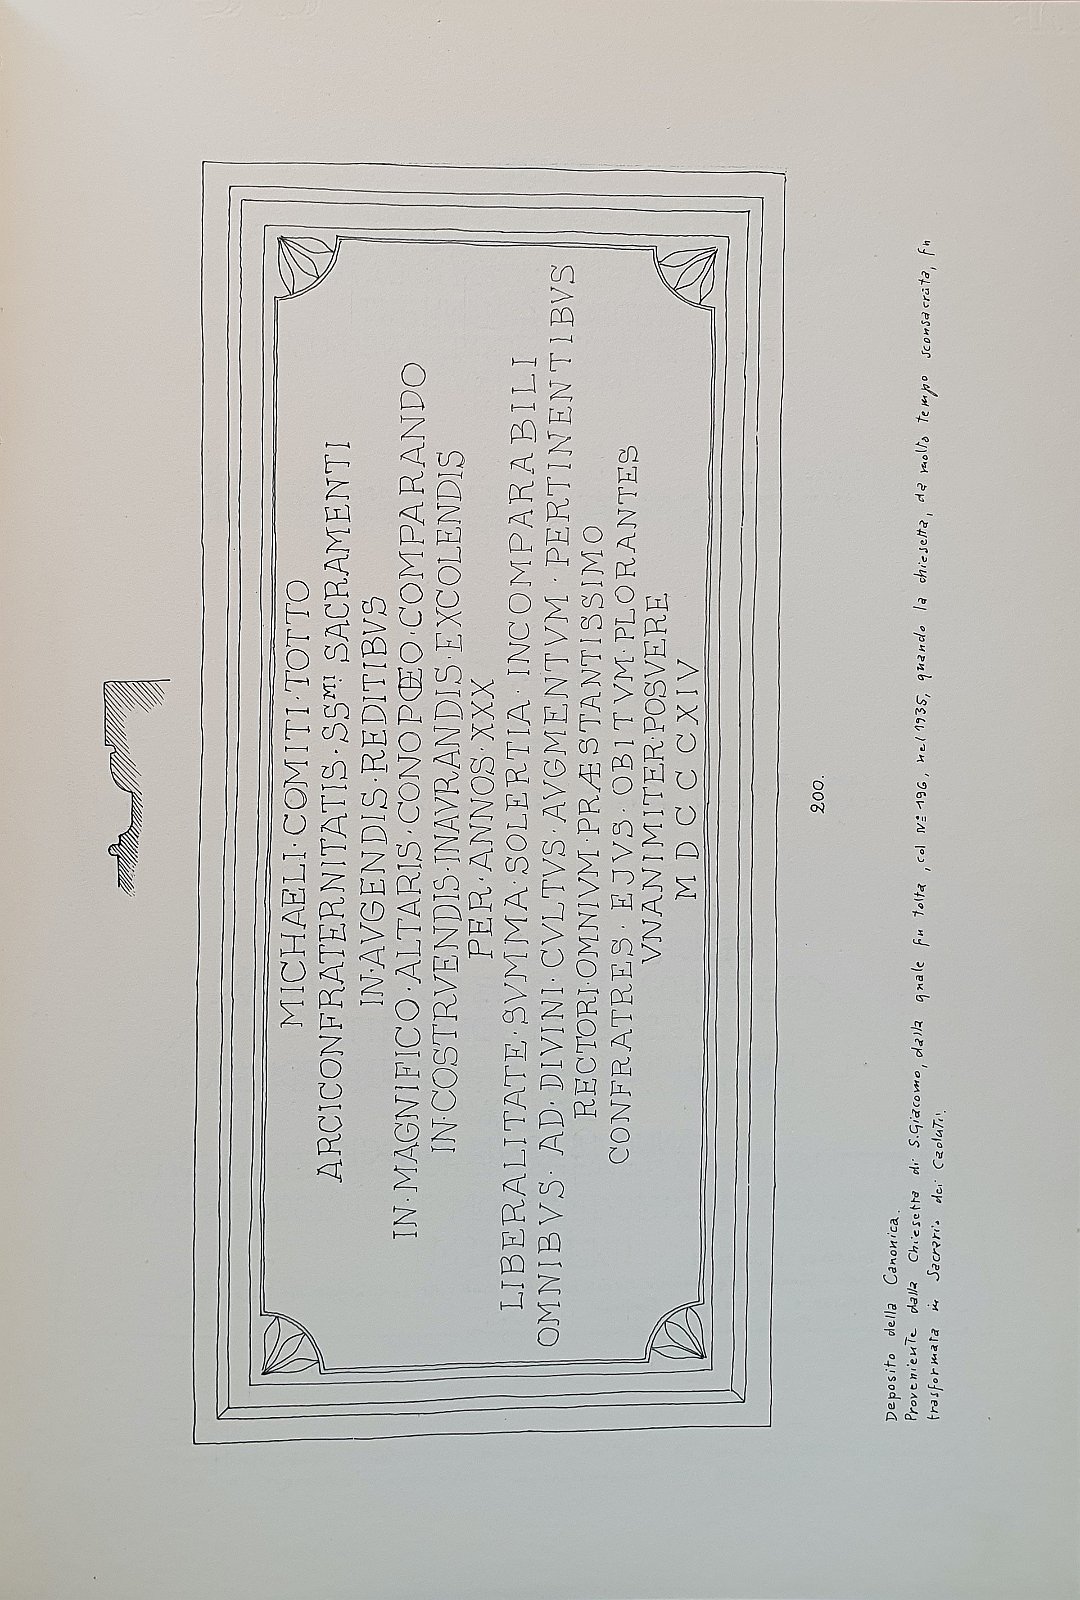 MICHAELI · COMITI · TOTTO
ARCICONFRATERNITATIS · SS.MI SACRAMENTI
IN · AVGENDIS · REDITIBVS
IN · MAGNIFICO · ALTARIS · CONOPŒO · COMPARANDO
IN · COSTRVENDIS · INAVRANDIS · EXCOLENDIS
PER · ANNOS · XXX
LIBERALITATE · SVMMA · SOLERTIA · INCOMPARABILI
OMNIBVS · AD · DIVINI · CVLTVS · AVGMENTVM · PERTINENTIBVS
RECTORI · OMNIVM · PRÆSTANTISSIMO
CONFRATRES · EJVS · OBITVM · PLORANTES
VNANIMITER POSVERE
M D C C C X I V
200.
Deposito della Canonica.
Proveniente dalla Chiesetta di S. Giacomo, dalla quale fu tolta, col N.º 196, nel 1935, quando la chiesetta, da molto tempo sconsacrata, fu
trasformata in Sacrario dei Caduti!